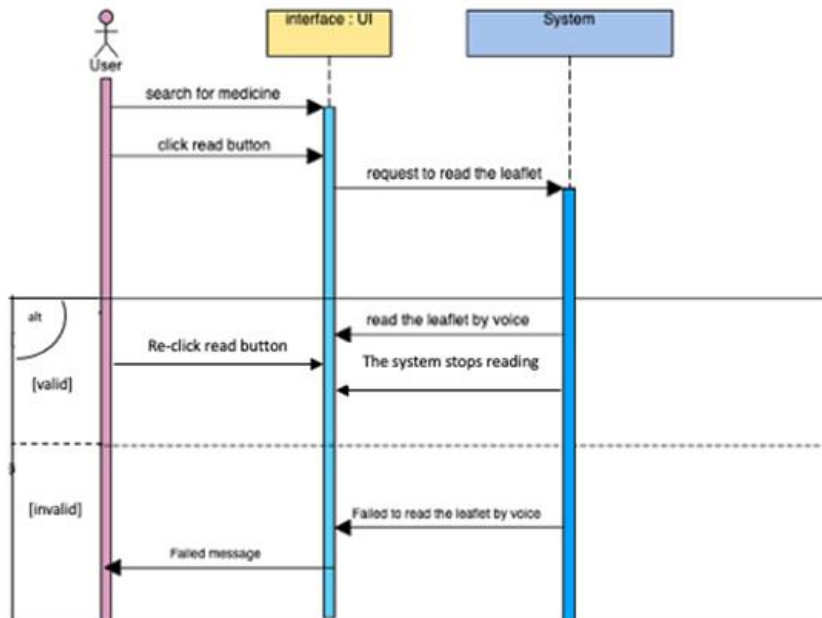 interface : UI
System
User
search for medicine
click read button
request to read the leaflet
alt
read the leaflet by voice
Re-click read button
The system stops reading
[valid]
[invalid]
Failed to read the leaflet by voice
Failed message